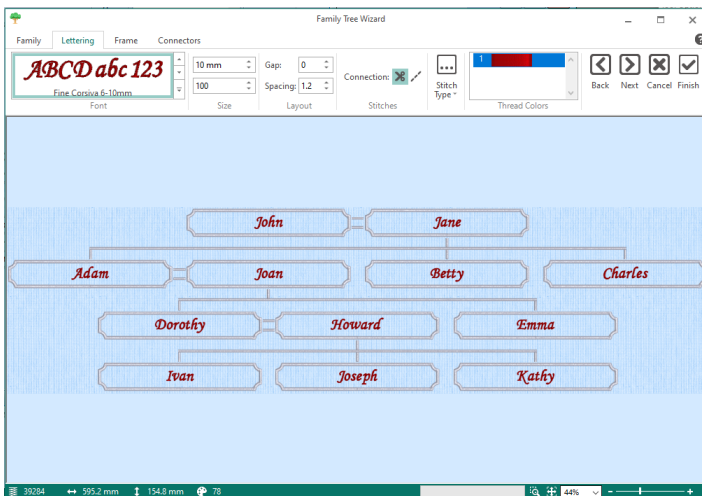 Family Tree Wizard
Family Lettering Frame Connectors
ABCD abc 123
Fine Corsiva 6-10mm
Font
10 mm
100
Size
Gap: 0
Spacing: 1.2
Layout
Connection:
Stitches
Stitch
Type
1
Thread Colors
Back Next Cancel Finish
John Jane
Adam Joan Betty Charles
Dorothy Howard Emma
Ivan Joseph Kathy
39284 595.2 mm 154.8 mm 78 44%